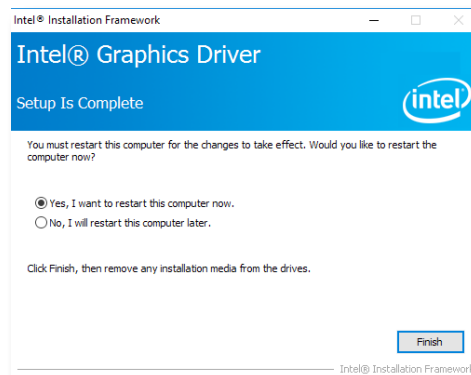 Intel® Installation Framework
Intel® Graphics Driver
Setup Is Complete
intel
You must restart this computer for the changes to take effect. Would you like to restart the
computer now?
Yes, I want to restart this computer now.
No, I will restart this computer later.
Click Finish, then remove any installation media from the drives.
Finish
Intel® Installation Framework